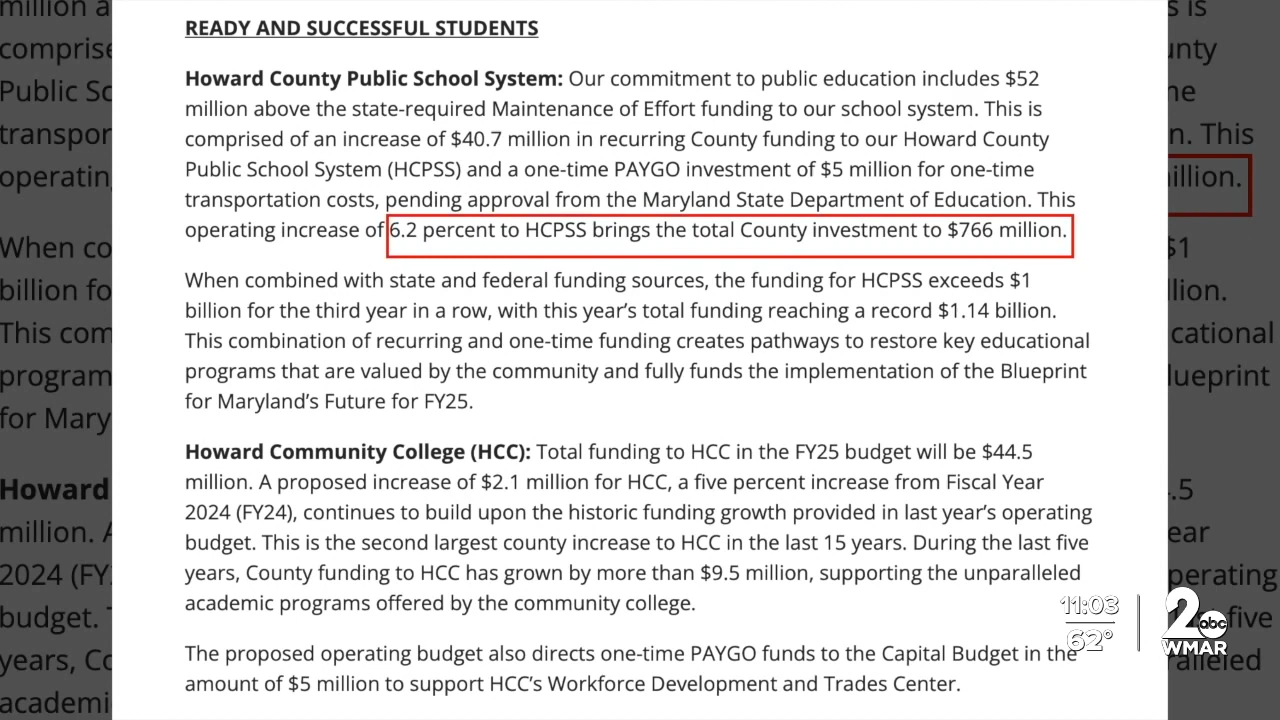 READY AND SUCCESSFUL STUDENTS
Howard County Public School System: Our commitment to public education includes $52
million above the state-required Maintenance of Effort funding to our school system. This is
comprised of an increase of $40.7 million in recurring County funding to our Howard County
Public School System (HCPSS) and a one-time PAYGO investment of $5 million for one-time
transportation costs, pending approval from the Maryland State Department of Education. This
operating increase of 6.2 percent to HCPSS brings the total County investment to $766 million.
When combined with state and federal funding sources, the funding for HCPSS exceeds $1
billion for the third year in a row, with this year’s total funding reaching a record $1.14 billion.
This combination of recurring and one-time funding creates pathways to restore key educational
programs that are valued by the community and fully funds the implementation of the Blueprint
for Maryland’s Future for FY25.
Howard Community College (HCC): Total funding to HCC in the FY25 budget will be $44.5
million. A proposed increase of $2.1 million for HCC, a five percent increase from Fiscal Year
2024 (FY24), continues to build upon the historic funding growth provided in last year’s operating
budget. This is the second largest county increase to HCC in the last 15 years. During the last five
years, County funding to HCC has grown by more than $9.5 million, supporting the unparalleled
academic programs offered by the community college.
The proposed operating budget also directs one-time PAYGO funds to the Capital Budget in the
amount of $5 million to support HCC’s Workforce Development and Trades Center.
11:03
62°
2 abc
WMAR